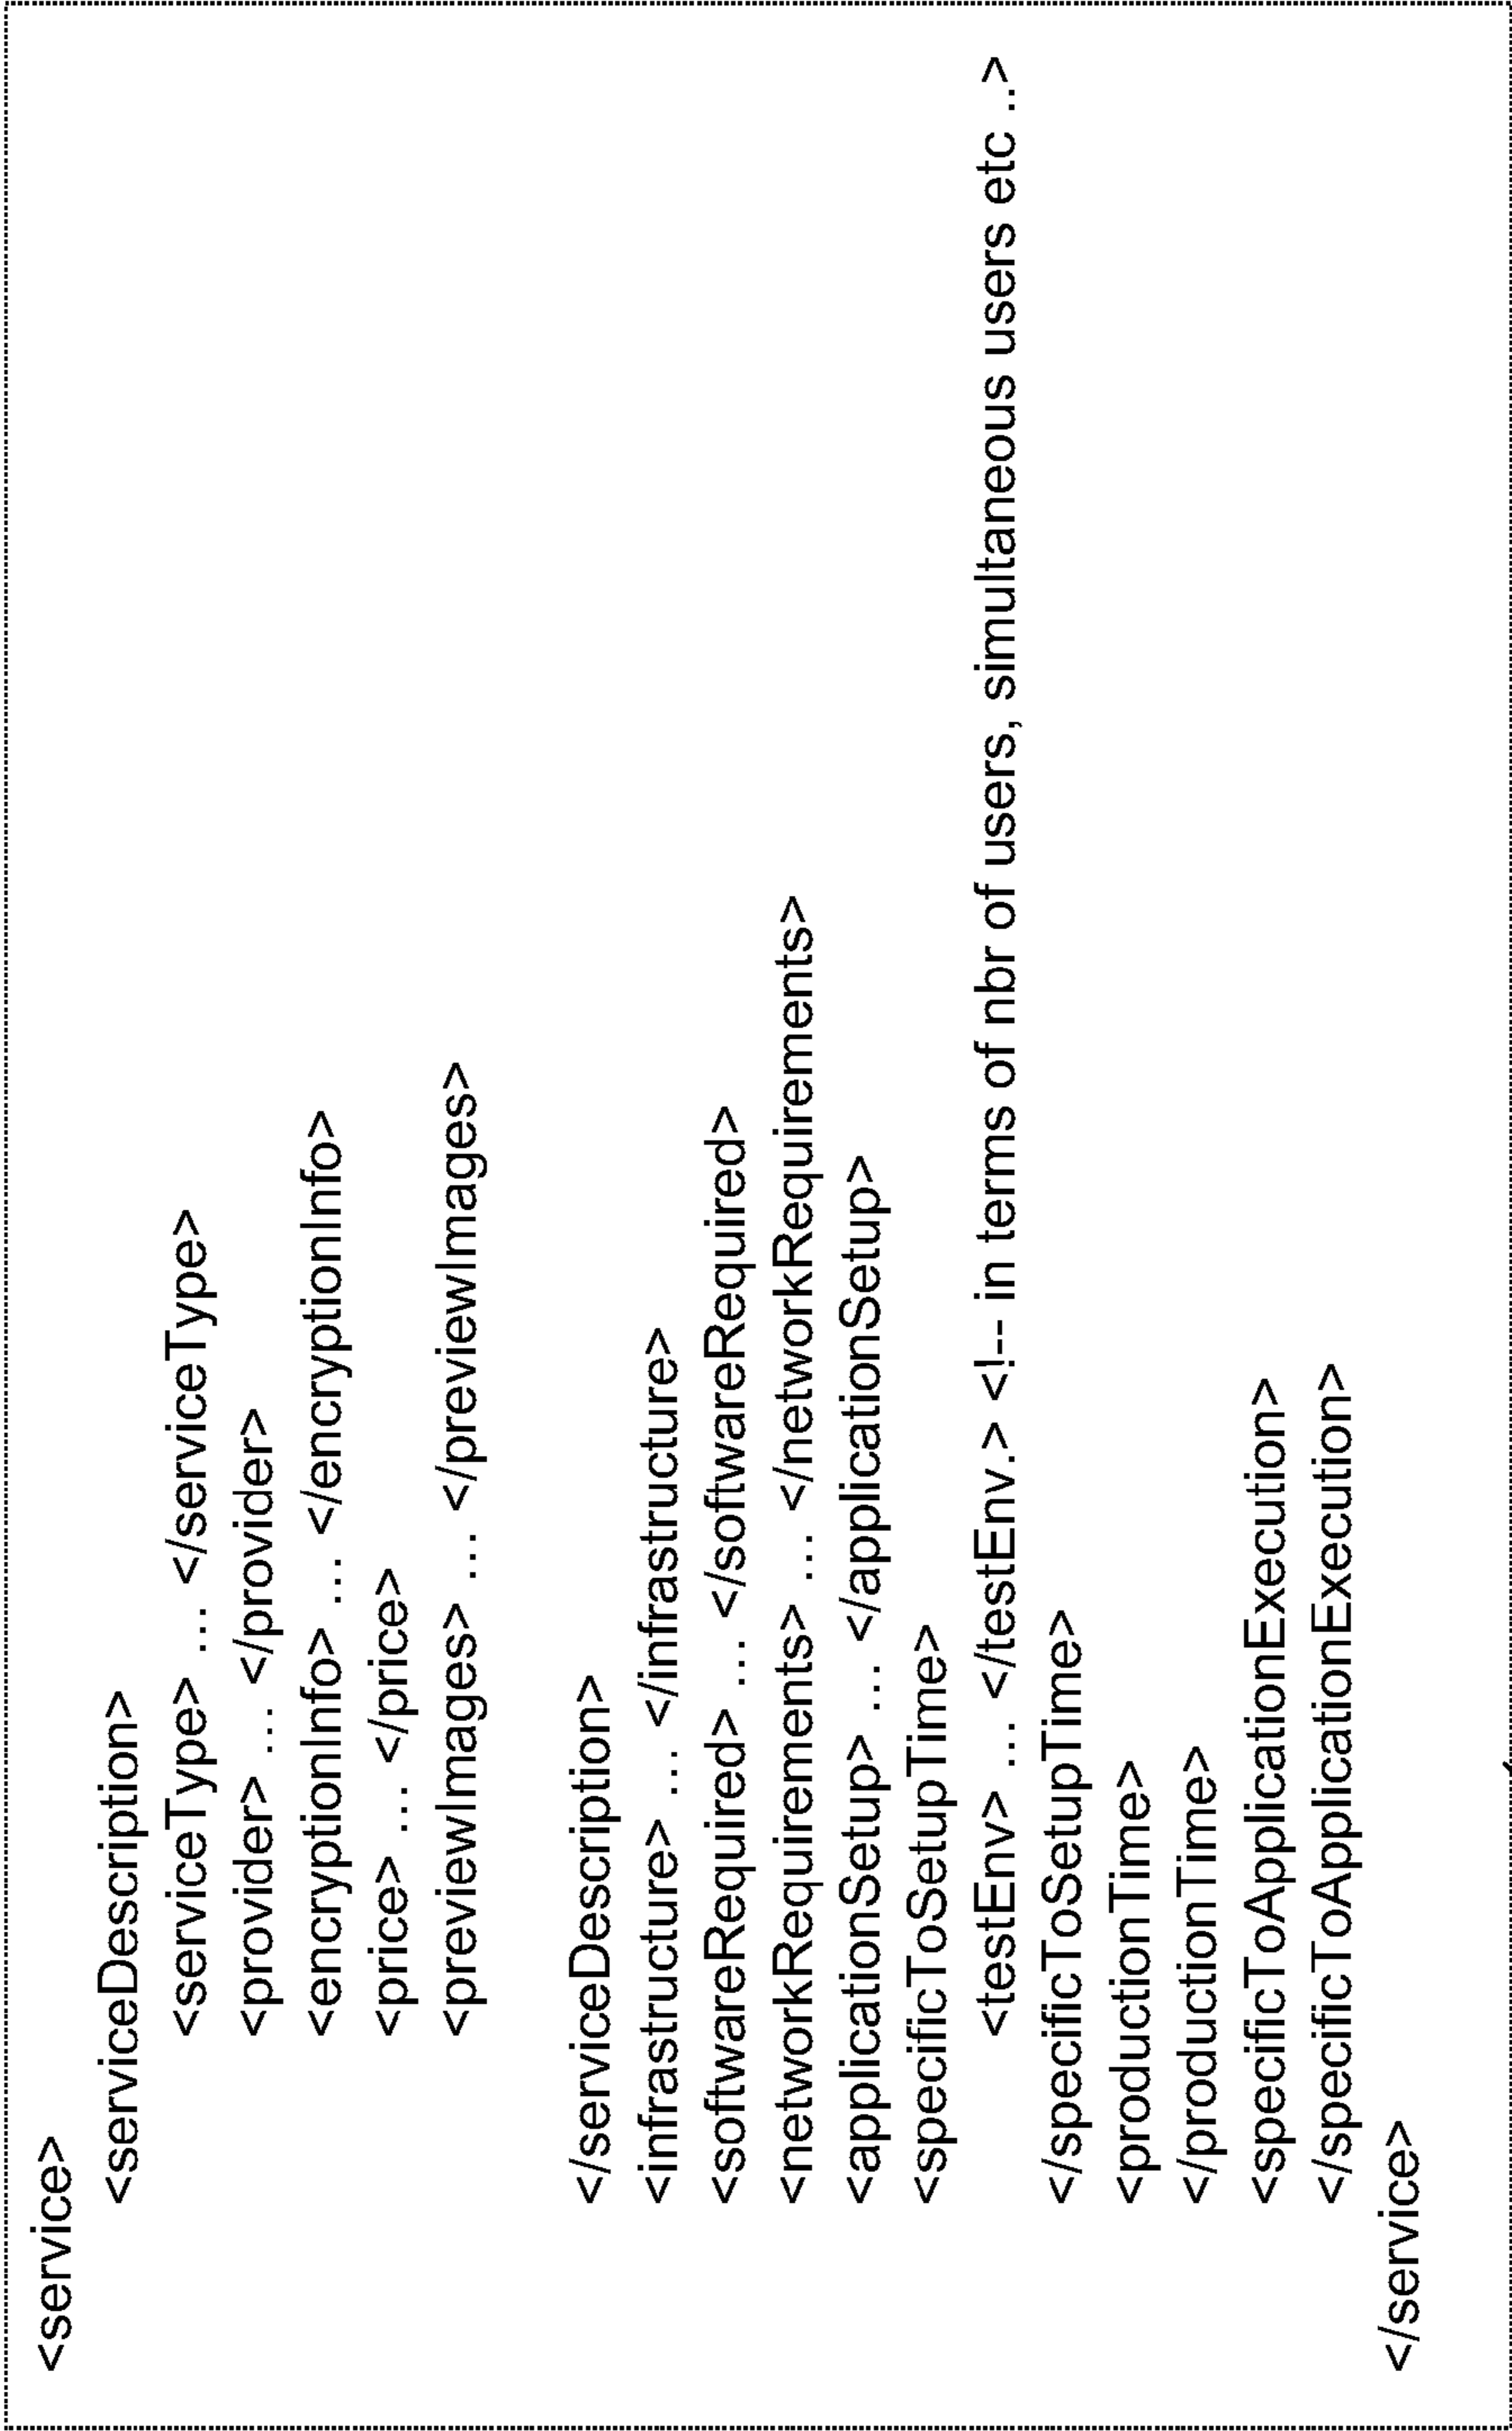 <service>
<serviceDescription>
<serviceType> ... </serviceType>
<provider> ... </provider>
<encryptionInfo> ... </encryptionInfo>
<price> ... </price>
<previewImages> ... </previewImages>
</serviceDescription>
<infrastructure> ... </infrastructure>
<softwareRequired> ... </softwareRequired>
<networkRequirements> ... </networkRequirements>
<applicationSetup> ... </applicationSetup>
<specificToSetupTime>
<testEnv> ... </testEnv.> <!-- in terms of nbr of users, simultaneous users etc ..>
</specificToSetupTime>
<productionTime>
</productionTime>
<specificToApplicationExecution>
</specificToApplicationExecution>
</service>